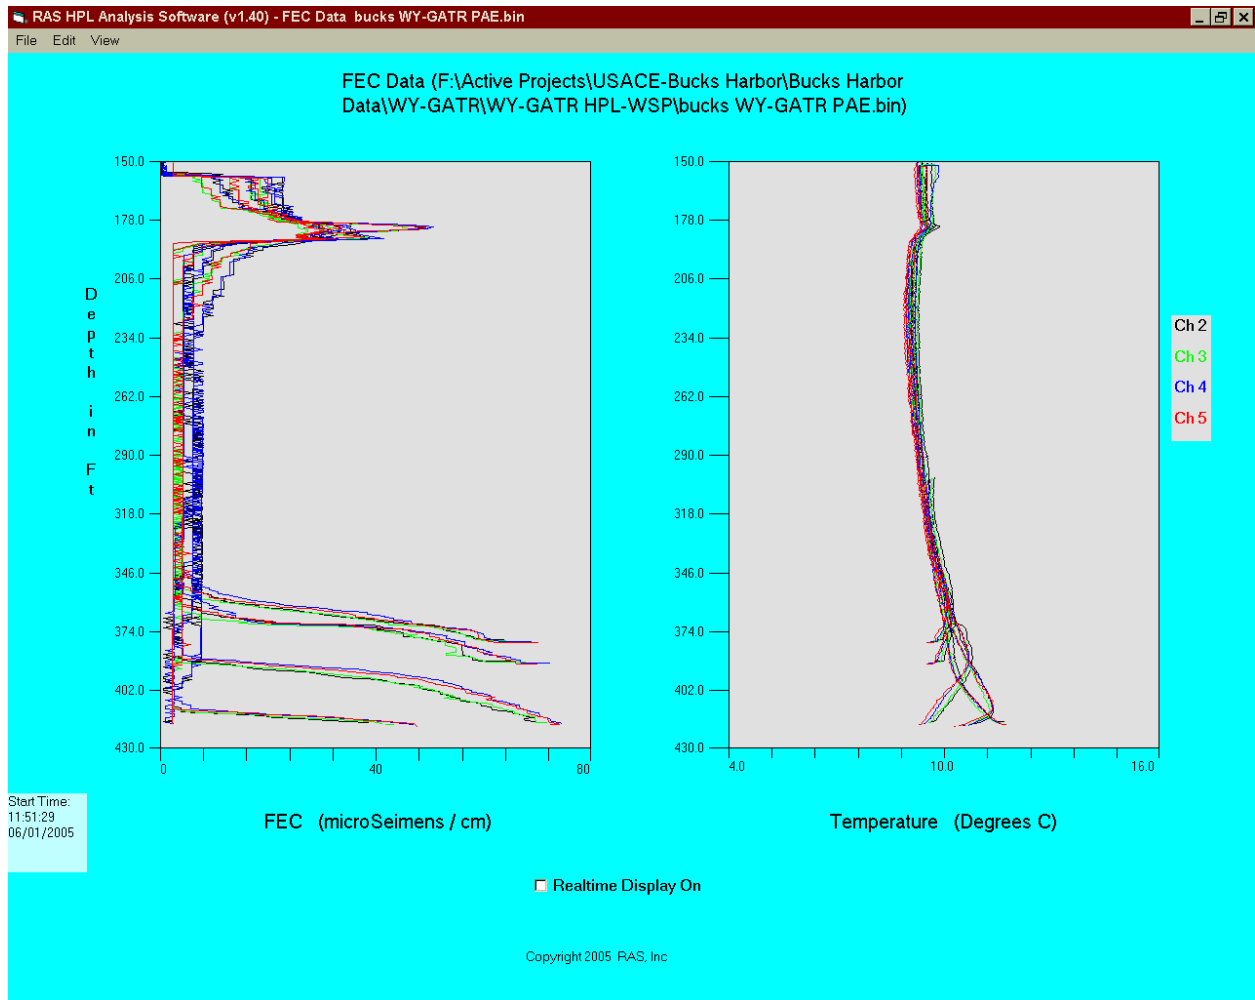 RAS HPL Analysis Software (v1.40) - FEC Data bucks WY-GATR PAE.bin
File Edit View
FEC Data (F:\Active Projects\USACE-Bucks Harbor\Bucks Harbor
Data\WY-GATR\WY-GATR HPL-WSP\bucks WY-GATR PAE.bin)
Depth in Ft
150.0
178.0
206.0
234.0
262.0
290.0
318.0
346.0
374.0
402.0
430.0
0 40 80
FEC (microSeimens / cm)
150.0
178.0
206.0
234.0
262.0
290.0
318.0
346.0
374.0
402.0
430.0
4.0 10.0 16.0
Temperature (Degrees C)
Ch 2
Ch 3
Ch 4
Ch 5
Start Time:
11:51:29
06/01/2005
Realtime Display On
Copyright 2005 RAS, Inc